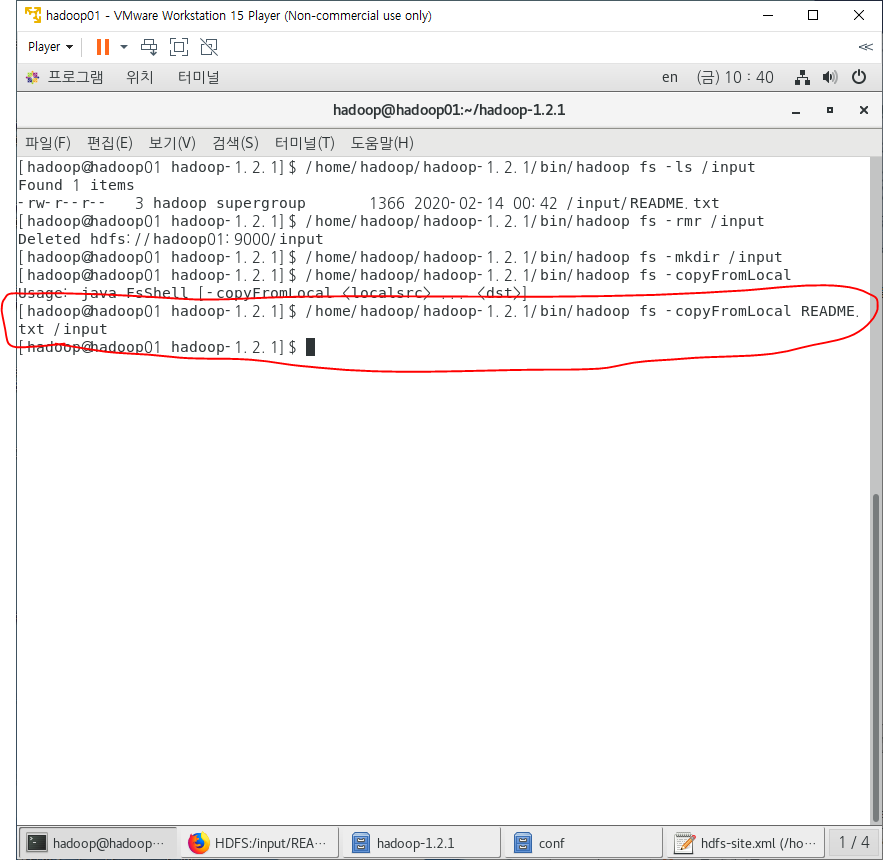 hadoop01 - VMware Workstation 15 Player (Non-commercial use only)
Player
프로그램 위치 터미널 en (금) 10 : 40
hadoop@hadoop01:~/hadoop-1.2.1
파일(F) 편집(E) 보기(V) 검색(S) 터미널(T) 도움말(H)
[hadoop@hadoop01 hadoop-1.2.1]$ /home/hadoop/hadoop-1.2.1/bin/hadoop fs -ls /input
Found 1 items
-rw-r--r--   3 hadoop supergroup       1366 2020-02-14 00:42 /input/README.txt
[hadoop@hadoop01 hadoop-1.2.1]$ /home/hadoop/hadoop-1.2.1/bin/hadoop fs -rmr /input
Deleted hdfs://hadoop01:9000/input
[hadoop@hadoop01 hadoop-1.2.1]$ /home/hadoop/hadoop-1.2.1/bin/hadoop fs -mkdir /input
[hadoop@hadoop01 hadoop-1.2.1]$ /home/hadoop/hadoop-1.2.1/bin/hadoop fs -copyFromLocal
Usage: java FsShell [-copyFromLocal <localsrc> ... <dst>]
[hadoop@hadoop01 hadoop-1.2.1]$ /home/hadoop/hadoop-1.2.1/bin/hadoop fs -copyFromLocal README.
txt /input
[hadoop@hadoop01 hadoop-1.2.1]$
hadoop@hadoop··· HDFS:/input/REA··· hadoop-1.2.1 conf hdfs-site.xml (/ho··· 1 / 4